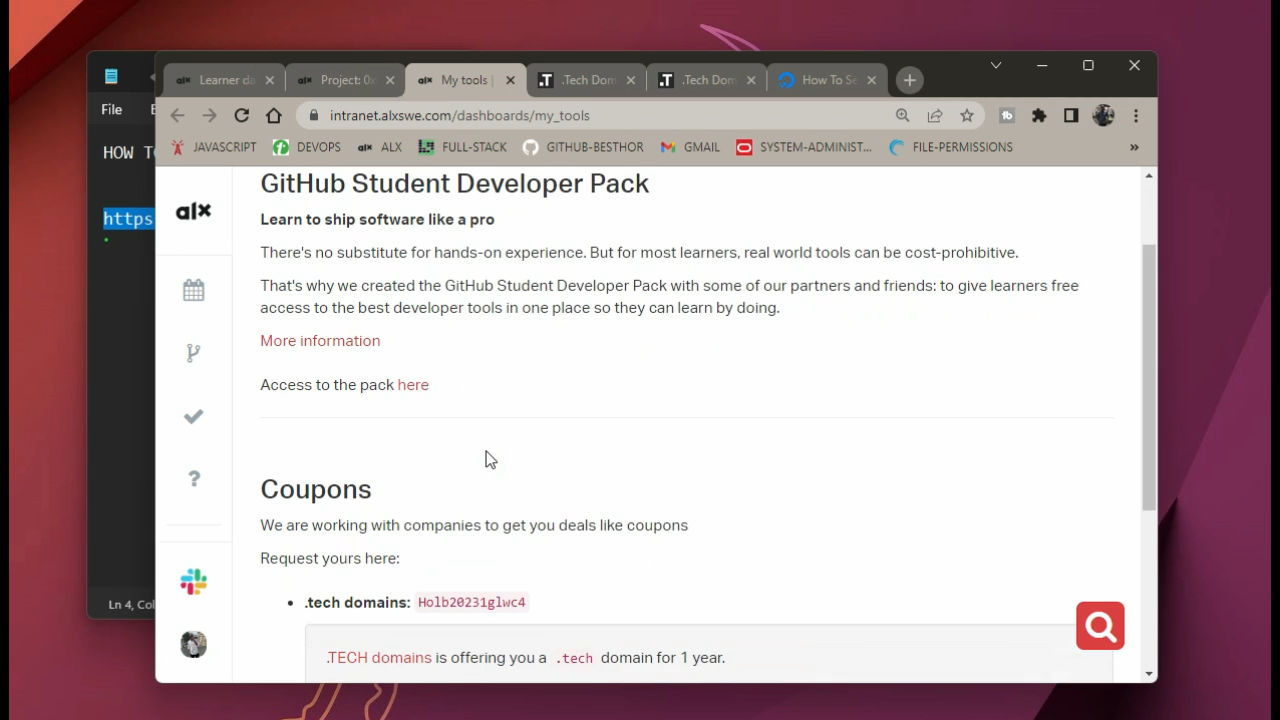 Learner da
Project: 0x
My tools |
.Tech Dom
.Tech Dom
How To Se
File
intranet.alxswe.com/dashboards/my_tools
JAVASCRIPT
DEVOPS
alx ALX
FULL-STACK
GITHUB-BESTHOR
GMAIL
SYSTEM-ADMINIST...
FILE-PERMISSIONS
»
HOW T
https
alx
GitHub Student Developer Pack
Learn to ship software like a pro
There's no substitute for hands-on experience. But for most learners, real world tools can be cost-prohibitive.
That's why we created the GitHub Student Developer Pack with some of our partners and friends: to give learners free
access to the best developer tools in one place so they can learn by doing.
More information
Access to the pack here
Coupons
We are working with companies to get you deals like coupons
Request yours here:
• .tech domains: Holb20231glwc4
.TECH domains is offering you a .tech domain for 1 year.
Ln 4, Col